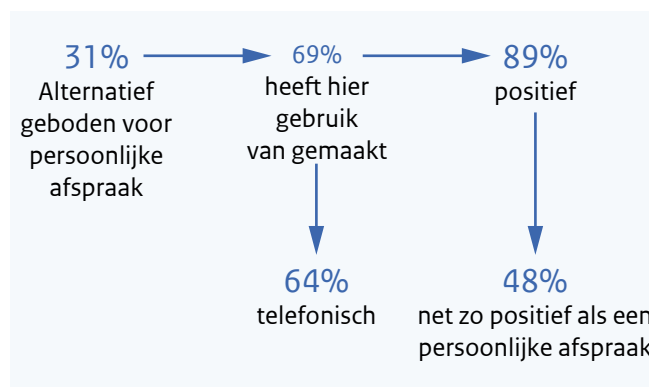 31%
Alternatief
geboden voor
persoonlijke
afspraak
69%
heeft hier
gebruik
van gemaakt
89%
positief
64%
telefonisch
48%
net zo positief als een
persoonlijke afspraak